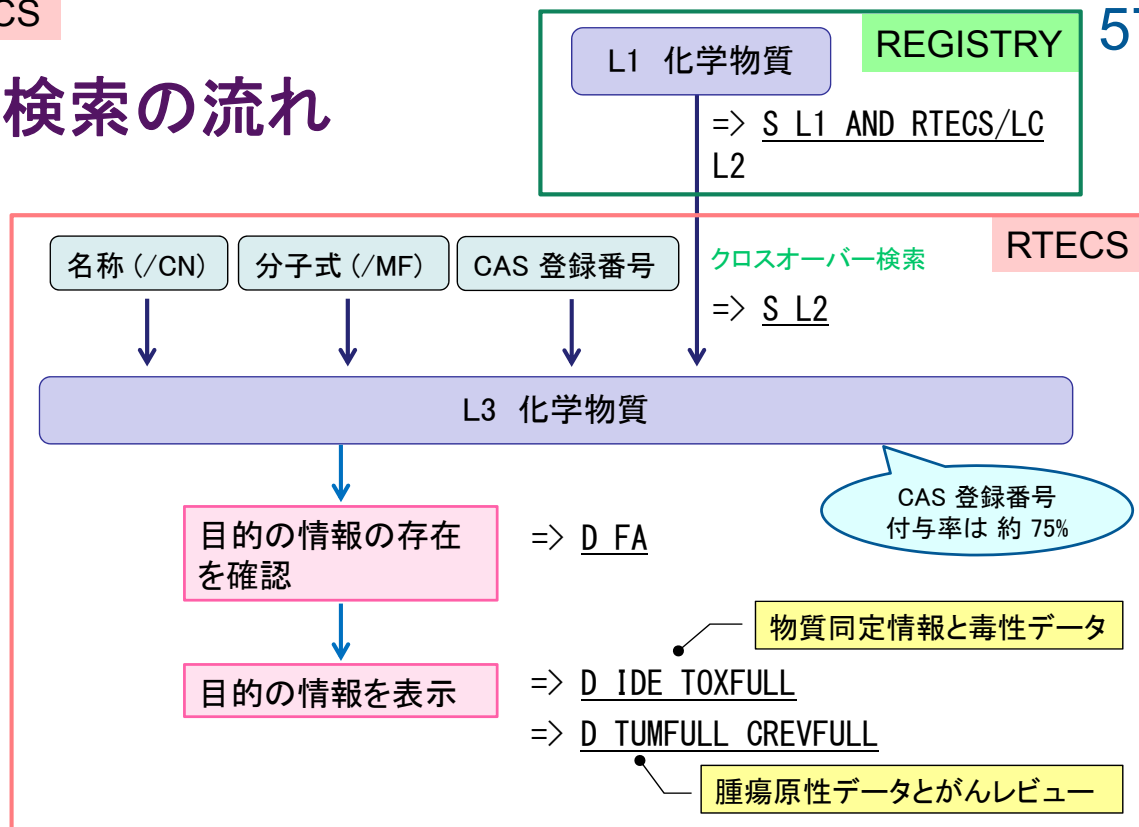 CS
57
検索の流れ
L1 化学物質
REGISTRY
=> S L1 AND RTECS/LC
L2
RTECS
名称 (/CN)
分子式 (/MF)
CAS 登録番号
クロスオーバー検索
=> S L2
L3 化学物質
CAS 登録番号
付与率は 約 75%
目的の情報の存在
を確認
=> D FA
物質同定情報と毒性データ
目的の情報を表示
=> D IDE TOXFULL
=> D TUMFULL CREVFULL
腫瘍原性データとがんレビュー